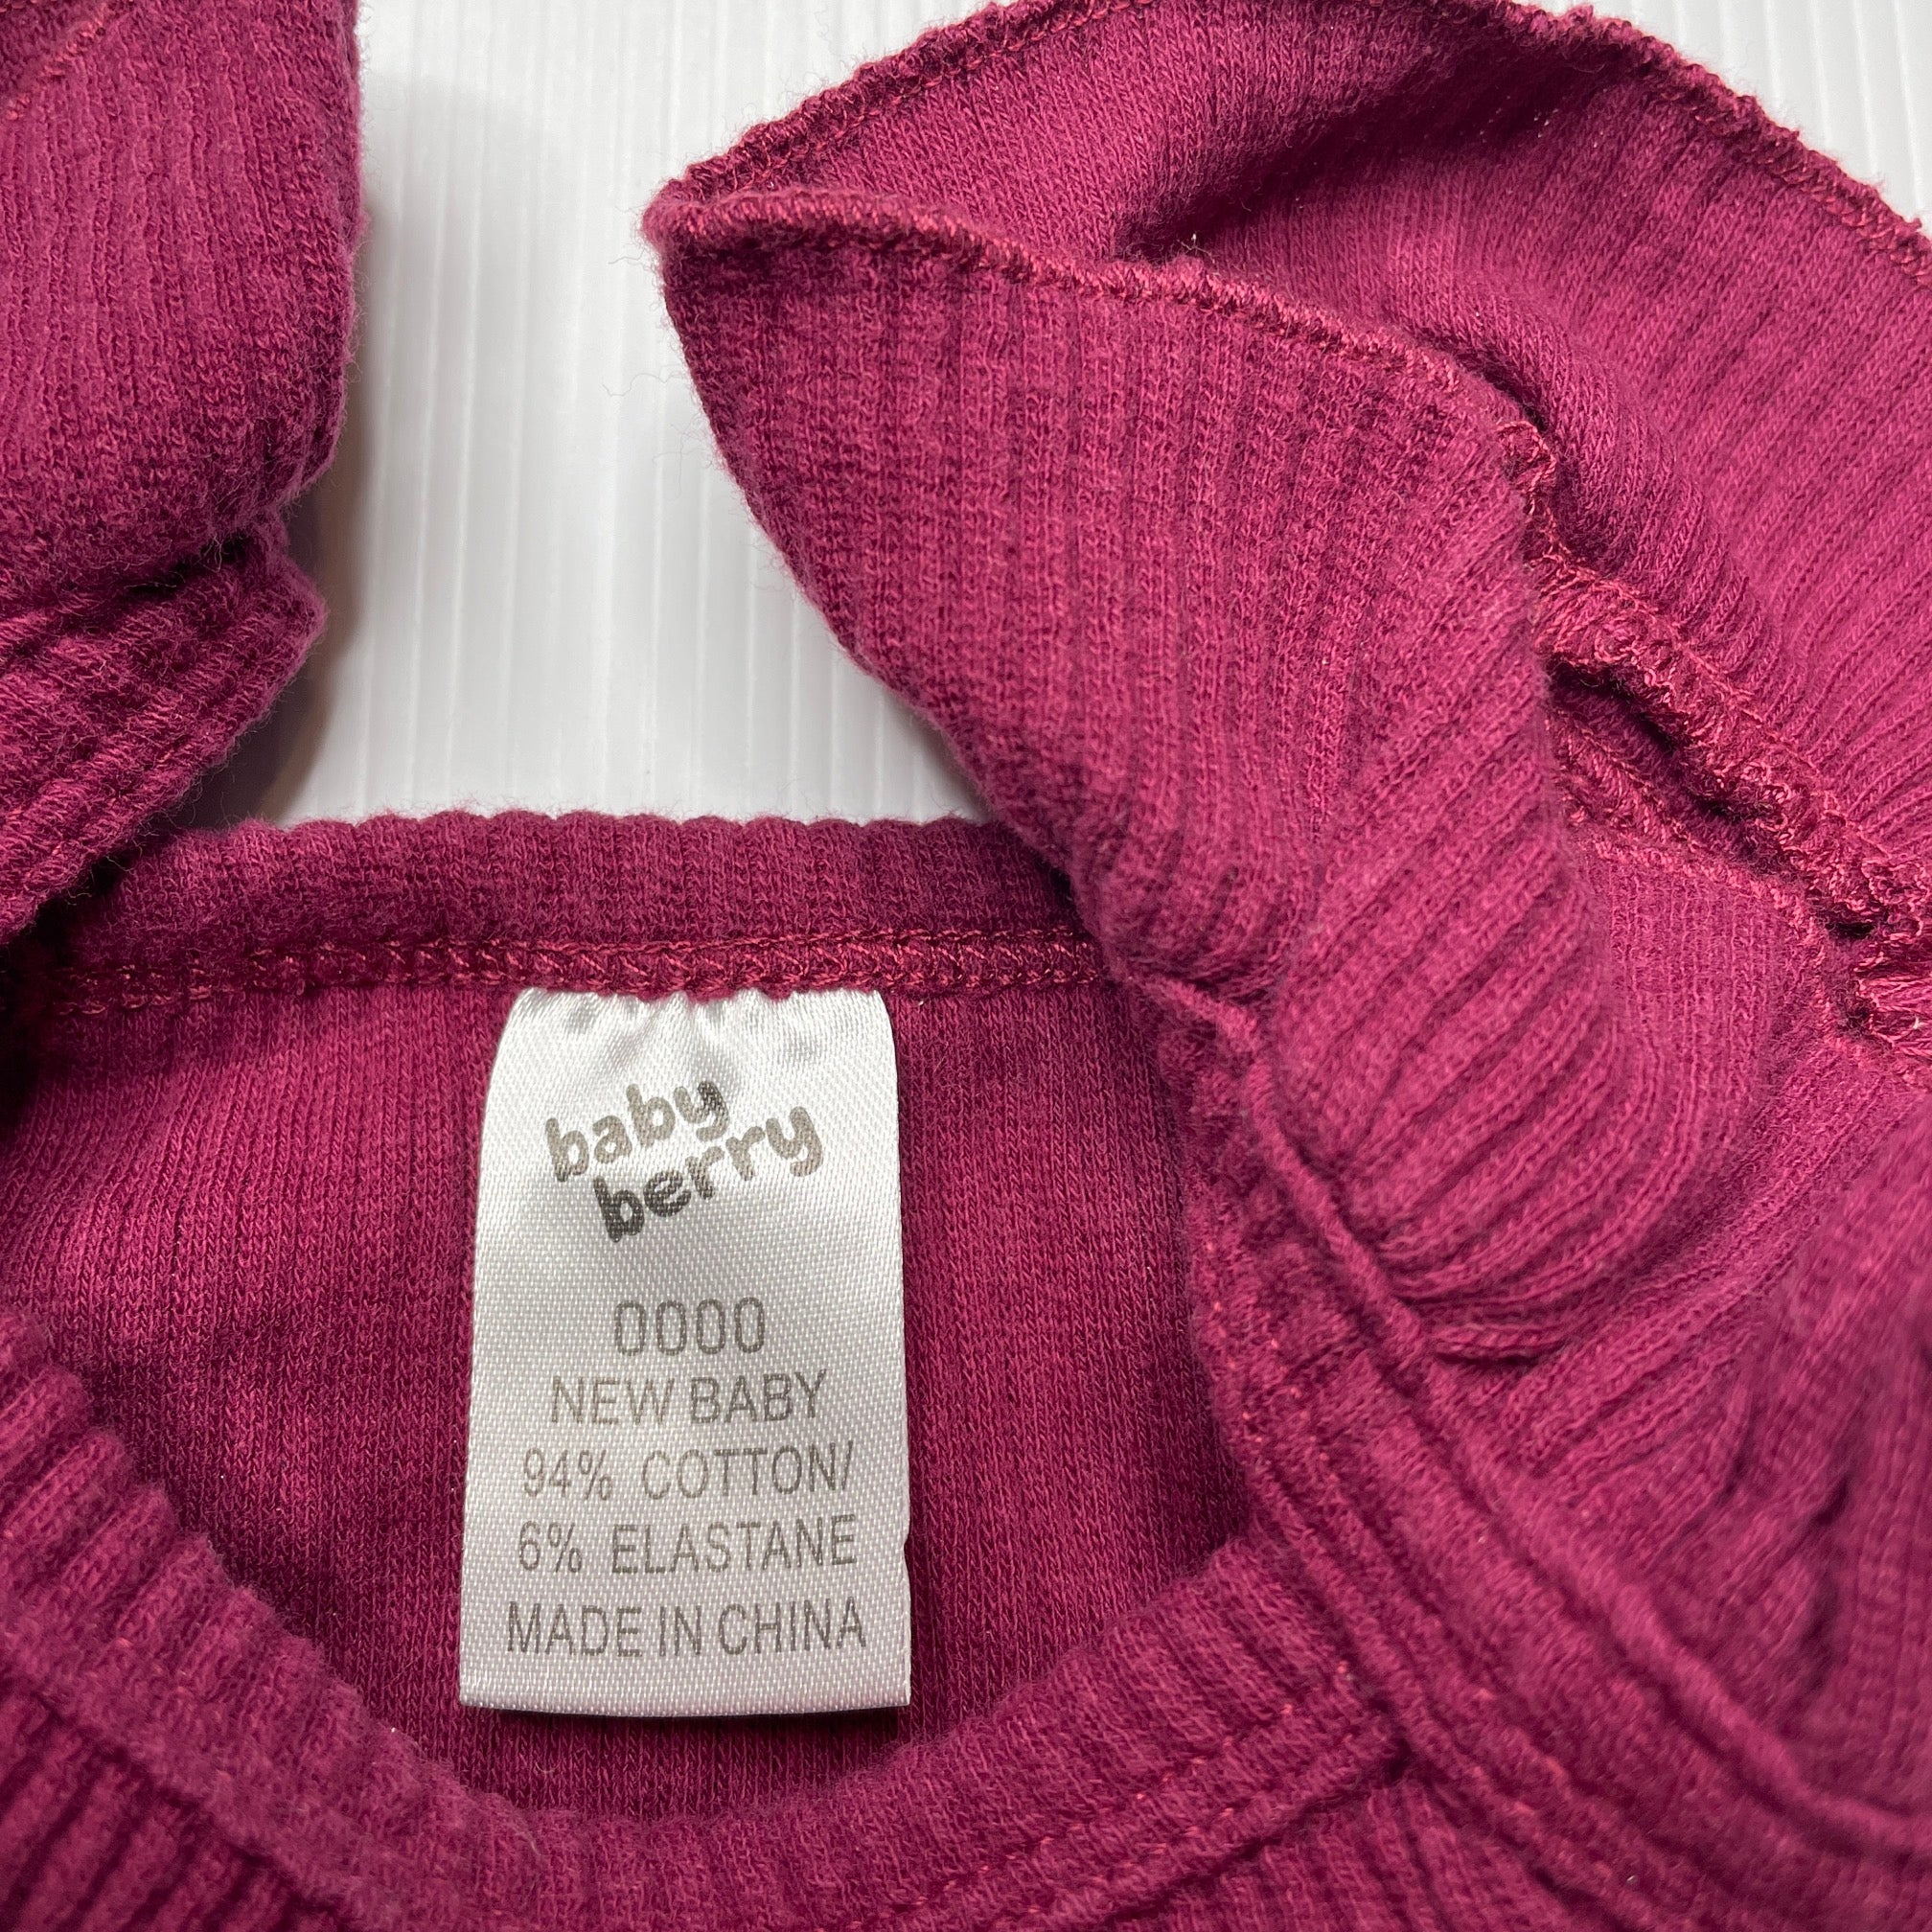 baby
berry
0000
NEW BABY
94% COTTON/
6% ELASTANE
MADE IN CHINA